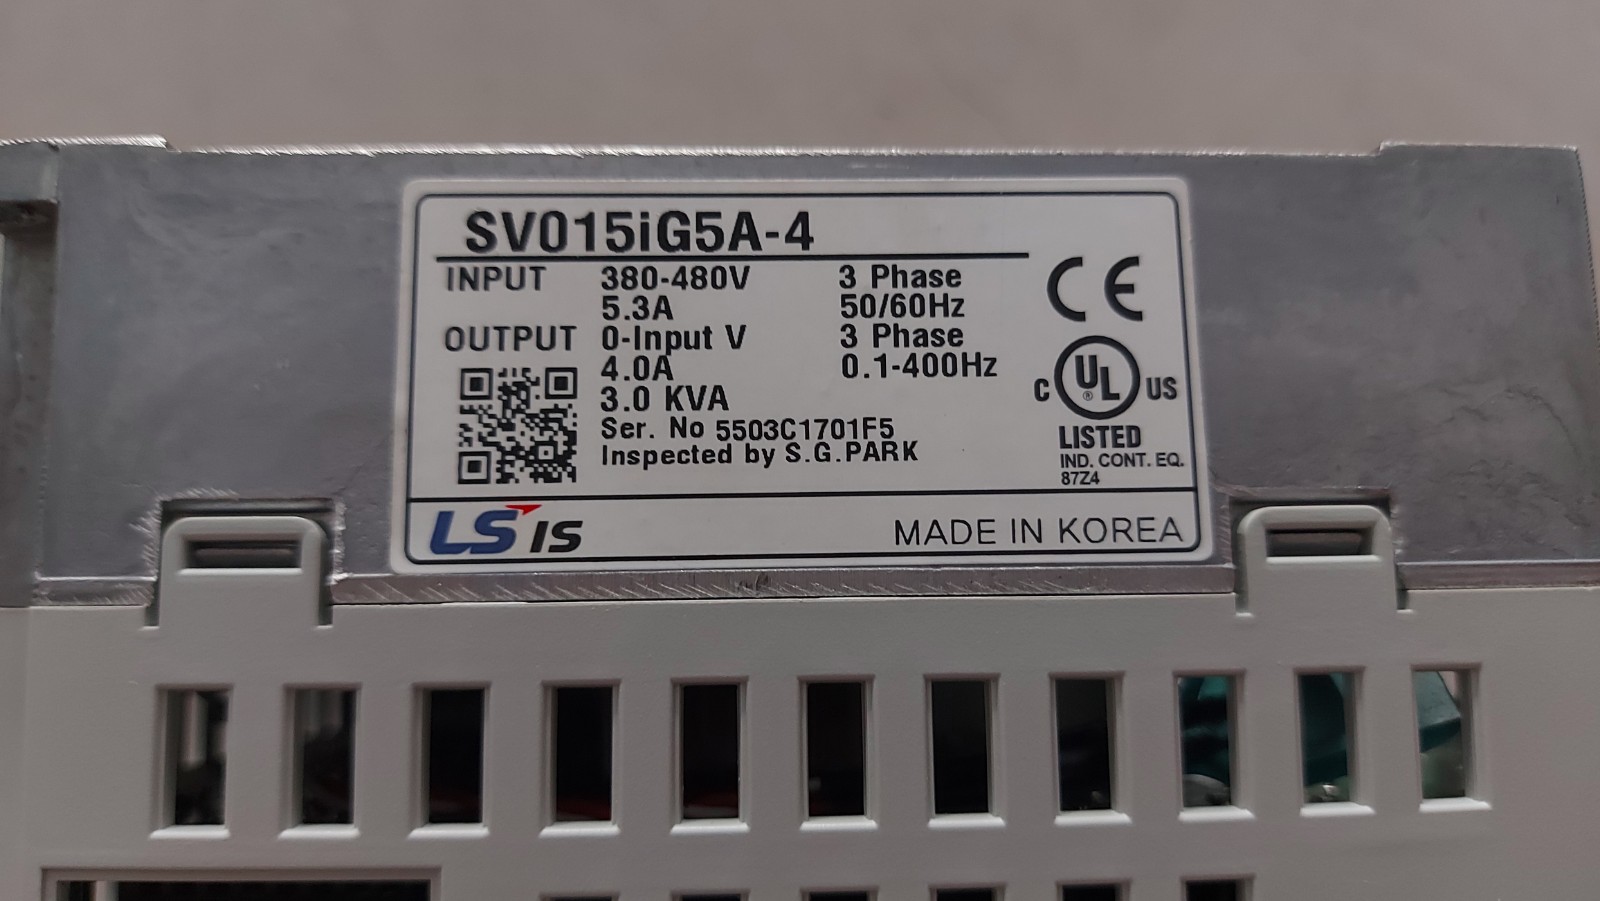 SV015iG5A-4
INPUT 380-480V 3 Phase
5.3A 50/60Hz
OUTPUT 0-Input V 3 Phase
4.0A 0.1-400Hz
3.0 KVA
Ser. No 5503C1701F5
Inspected by S.G.PARK
CE
C UL ® US
LISTED
IND. CONT. EQ.
87Z4
LS IS
MADE IN KOREA